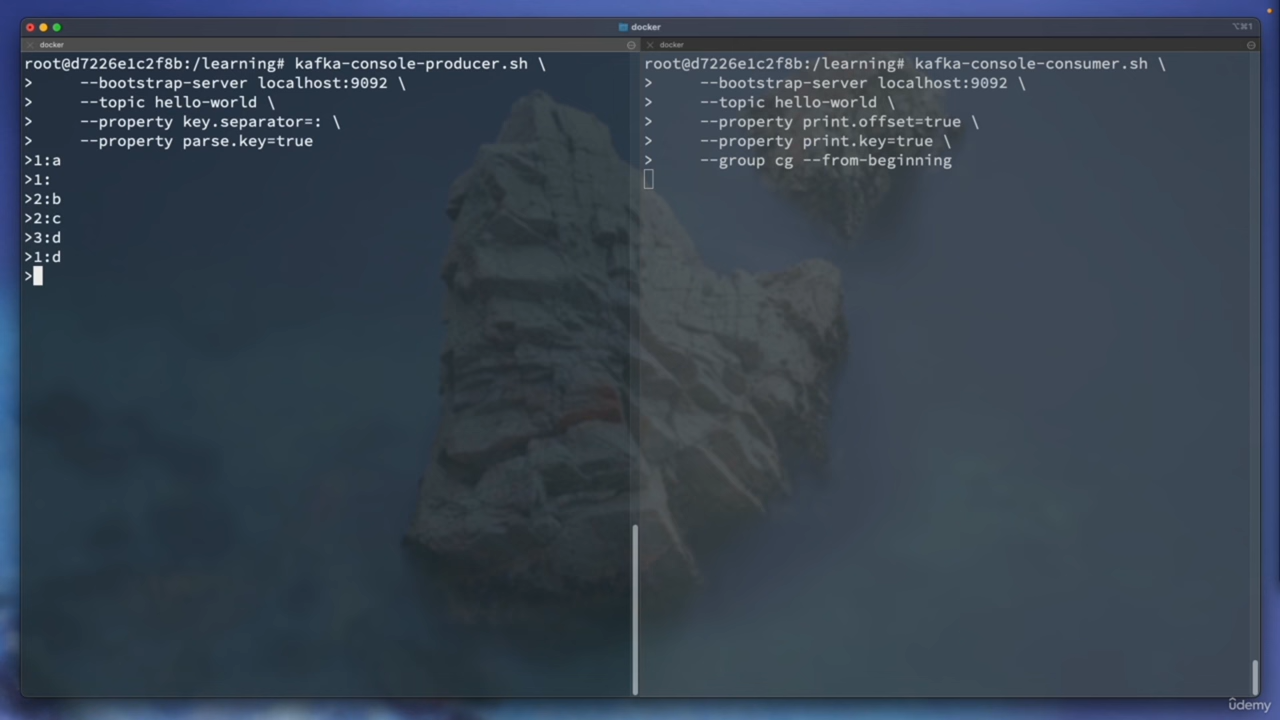 docker
⌥⌘1
docker
docker
root@d7226e1c2f8b:/learning# kafka-console-producer.sh \
>     --bootstrap-server localhost:9092 \
>     --topic hello-world \
>     --property key.separator=: \
>     --property parse.key=true
>1:a
>1:
>2:b
>2:c
>3:d
>1:d
>
root@d7226e1c2f8b:/learning# kafka-console-consumer.sh \
>     --bootstrap-server localhost:9092 \
>     --topic hello-world \
>     --property print.offset=true \
>     --property print.key=true \
>     --group cg --from-beginning
ûdemy